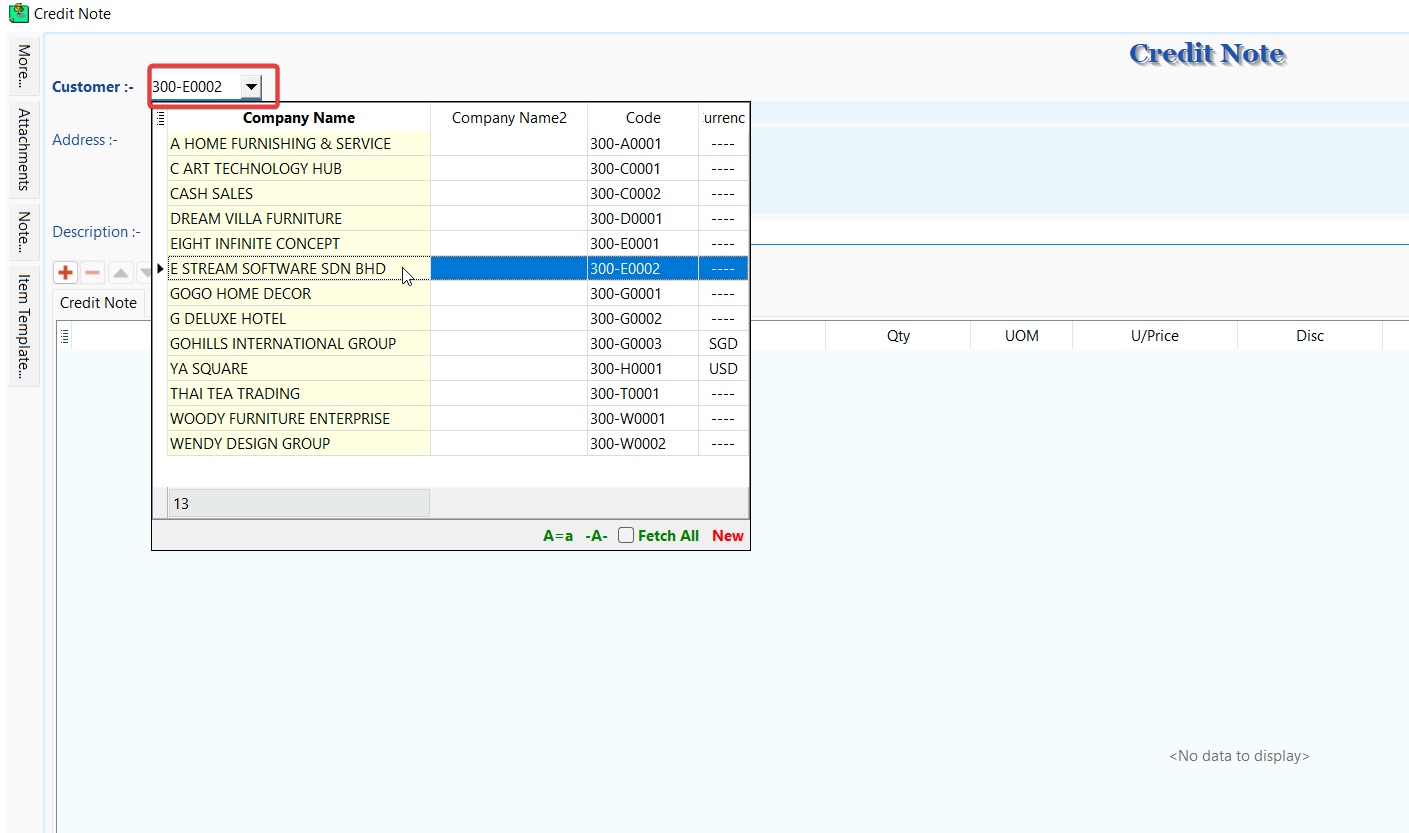 Credit Note
Credit Note
More...
Attachments
Note...
Item Template...
Customer :- 300-E0002
Address :-
Description :-
Company Name Company Name2 Code urrenc
A HOME FURNISHING & SERVICE 300-A0001 ----
C ART TECHNOLOGY HUB 300-C0001 ----
CASH SALES 300-C0002 ----
DREAM VILLA FURNITURE 300-D0001 ----
EIGHT INFINITE CONCEPT 300-E0001 ----
E STREAM SOFTWARE SDN BHD 300-E0002 ----
GOGO HOME DECOR 300-G0001 ----
G DELUXE HOTEL 300-G0002 ----
GOHILLS INTERNATIONAL GROUP 300-G0003 SGD
YA SQUARE 300-H0001 USD
THAI TEA TRADING 300-T0001 ----
WOODY FURNITURE ENTERPRISE 300-W0001 ----
WENDY DESIGN GROUP 300-W0002 ----
13
A=a -A- Fetch All New
Credit Note
Qty UOM U/Price Disc
<No data to display>